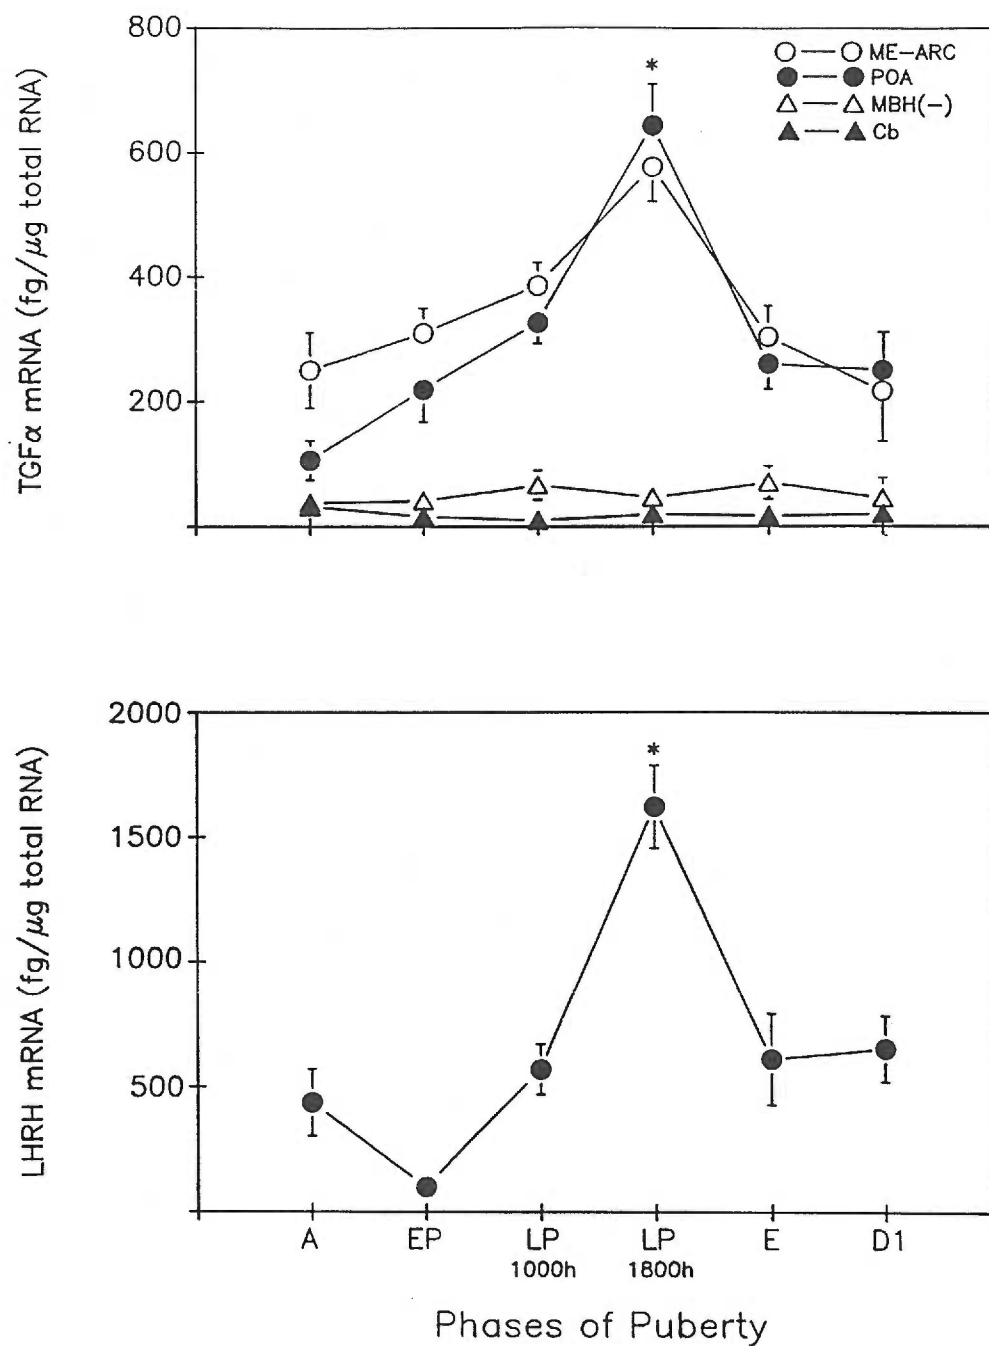 800
600
400
200
TGFα mRNA (fg/μg total RNA)
*
ME-ARC
POA
MBH(-)
Cb
2000
1500
1000
500
LHRH mRNA (fg/μg total RNA)
*
A EP LP LP E D1
1000h 1800h
Phases of Puberty